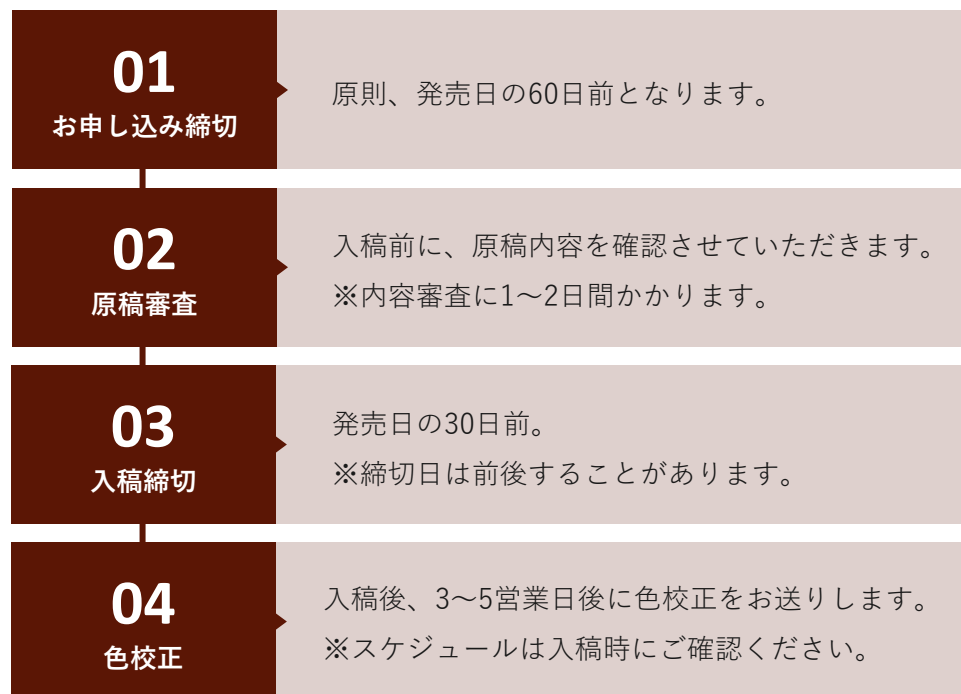 01
お申し込み締切
原則、発売日の60日前となります。
02
原稿審査
入稿前に、原稿内容を確認させていただきます。
※内容審査に1〜2日間かかります。
03
入稿締切
発売日の30日前。
※締切日は前後することがあります。
04
色校正
入稿後、3〜5営業日後に色校正をお送りします。
※スケジュールは入稿時にご確認ください。